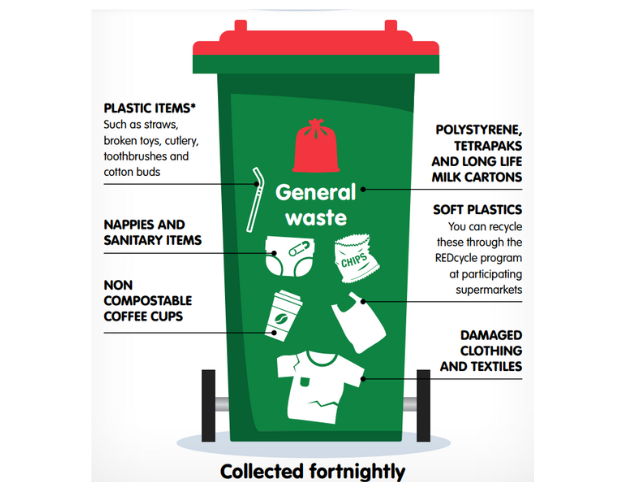 PLASTIC ITEMS*
Such as straws,
broken toys, cutlery,
toothbrushes and
cotton buds
NAPPIES AND
SANITARY ITEMS
NON
COMPOSTABLE
COFFEE CUPS
General
waste
CHIPS
POLYSTYRENE,
TETRAPAKS
AND LONG LIFE
MILK CARTONS
SOFT PLASTICS
You can recycle
these through the
REDcycle program
at participating
supermarkets
DAMAGED
CLOTHING
AND TEXTILES
Collected fortnightly